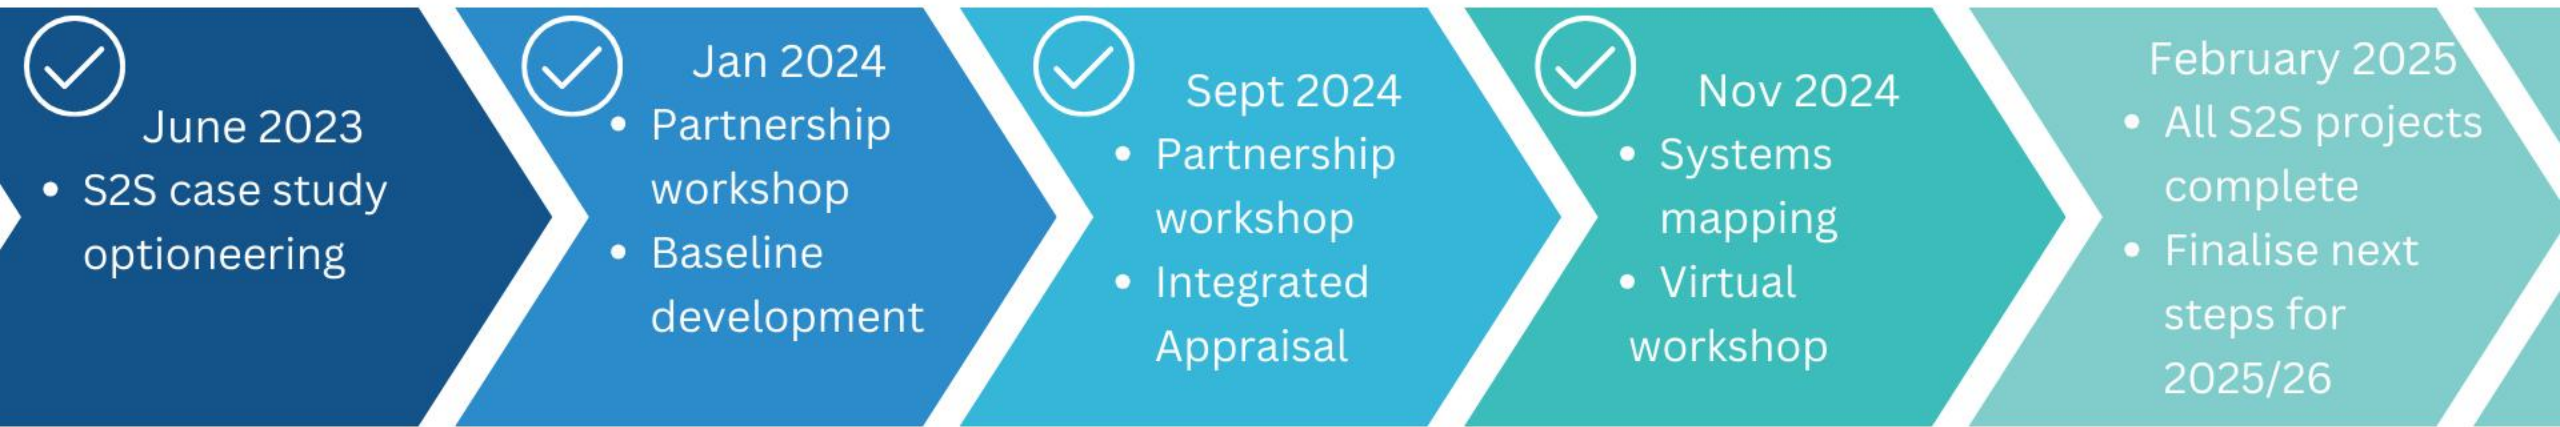 June 2023
• S2S case study
optioneering
Jan 2024
• Partnership
workshop
• Baseline
development
Sept 2024
• Partnership
workshop
• Integrated
Appraisal
Nov 2024
• Systems
mapping
• Virtual
workshop
February 2025
• All S2S projects
complete
• Finalise next
steps for
2025/26